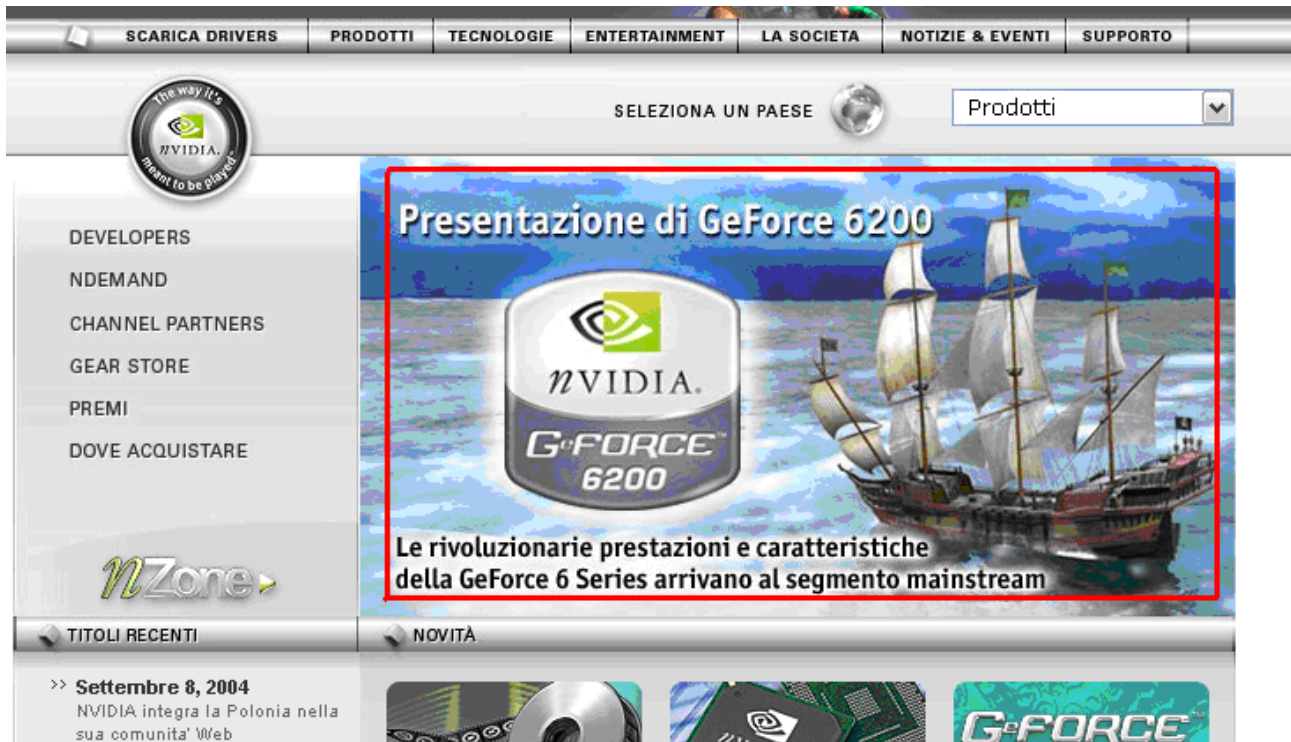 SCARICA DRIVERS PRODOTTI TECNOLOGIE ENTERTAINMENT LA SOCIETA NOTIZIE & EVENTI SUPPORTO
The way it's
meant to be played
NVIDIA.
SELEZIONA UN PAESE
Prodotti
DEVELOPERS
NDEMAND
CHANNEL PARTNERS
GEAR STORE
PREMI
DOVE ACQUISTARE
nZone
Presentazione di GeForce 6200
NVIDIA.
GeFORCE™
6200
Le rivoluzionarie prestazioni e caratteristiche
della GeForce 6 Series arrivano al segmento mainstream
TITOLI RECENTI
>> Settembre 8, 2004
NVIDIA integra la Polonia nella
sua comunita' Web
NOVITÀ
GeFORCE™